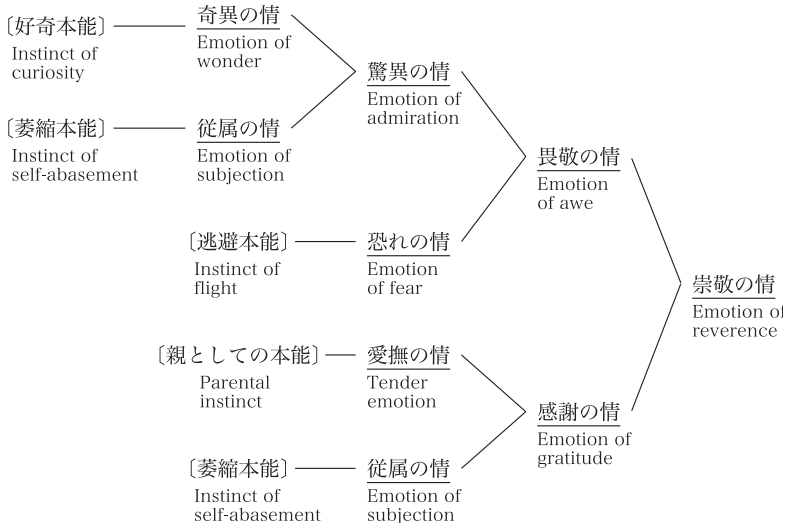 〔好奇本能〕
Instinct of
curiosity
奇異の情
Emotion of
wonder
〔萎縮本能〕
Instinct of
self-abasement
従属の情
Emotion of
subjection
驚異の情
Emotion of
admiration
〔逃避本能〕
Instinct of
flight
恐れの情
Emotion
of fear
畏敬の情
Emotion
of awe
〔親としての本能〕
Parental
instinct
愛撫の情
Tender
emotion
〔萎縮本能〕
Instinct of
self-abasement
従属の情
Emotion of
subjection
感謝の情
Emotion of
gratitude
崇敬の情
Emotion of
reverence